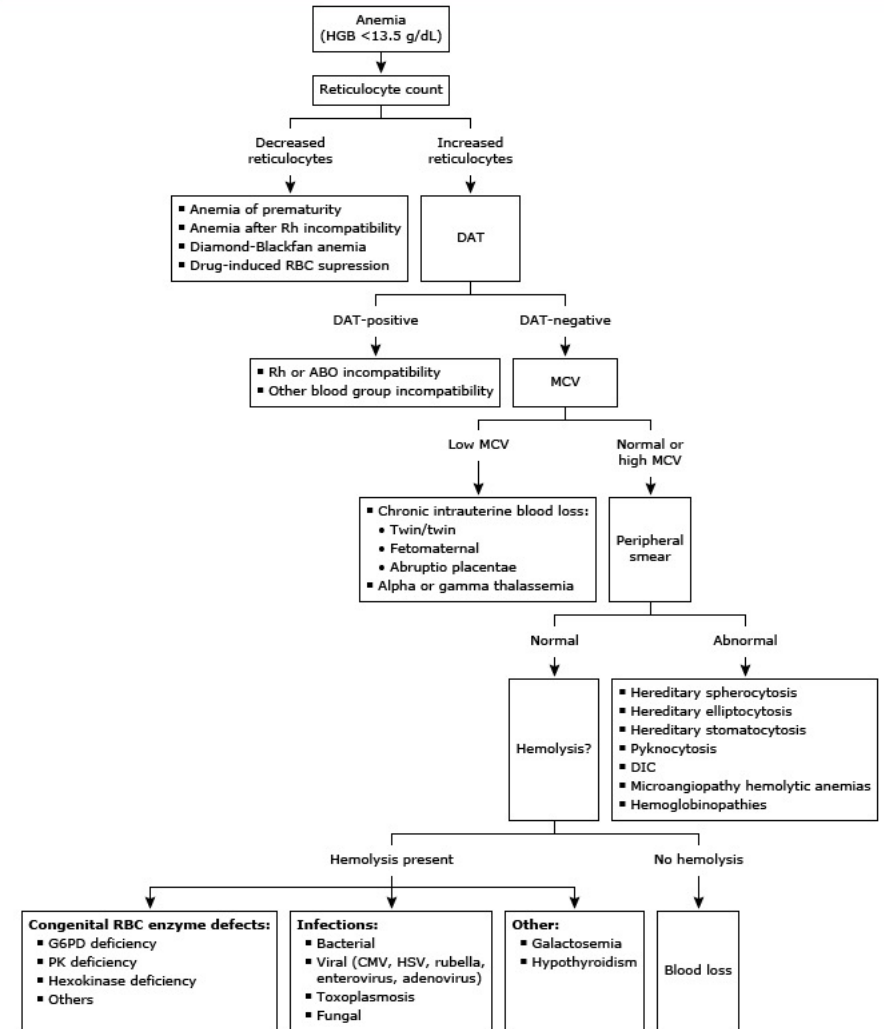 Anemia
(HGB <13.5 g/dL)
Reticulocyte count
Decreased
reticulocytes
Increased
reticulocytes
▪ Anemia of prematurity
▪ Anemia after Rh incompatibility
▪ Diamond-Blackfan anemia
▪ Drug-induced RBC supression
DAT
DAT-positive
DAT-negative
▪ Rh or ABO incompatibility
▪ Other blood group incompatibility
MCV
Low MCV
Normal or
high MCV
▪ Chronic intrauterine blood loss:
• Twin/twin
• Fetomaternal
• Abruptio placentae
▪ Alpha or gamma thalassemia
Peripheral
smear
Normal
Abnormal
Hemolysis?
▪ Hereditary spherocytosis
▪ Hereditary elliptocytosis
▪ Hereditary stomatocytosis
▪ Pyknocytosis
▪ DIC
▪ Microangiopathy hemolytic anemias
▪ Hemoglobinopathies
Hemolysis present
No hemolysis
Congenital RBC enzyme defects:
▪ G6PD deficiency
▪ PK deficiency
▪ Hexokinase deficiency
▪ Others
Infections:
▪ Bacterial
▪ Viral (CMV, HSV, rubella,
enterovirus, adenovirus)
▪ Toxoplasmosis
▪ Fungal
Other:
▪ Galactosemia
▪ Hypothyroidism
Blood loss